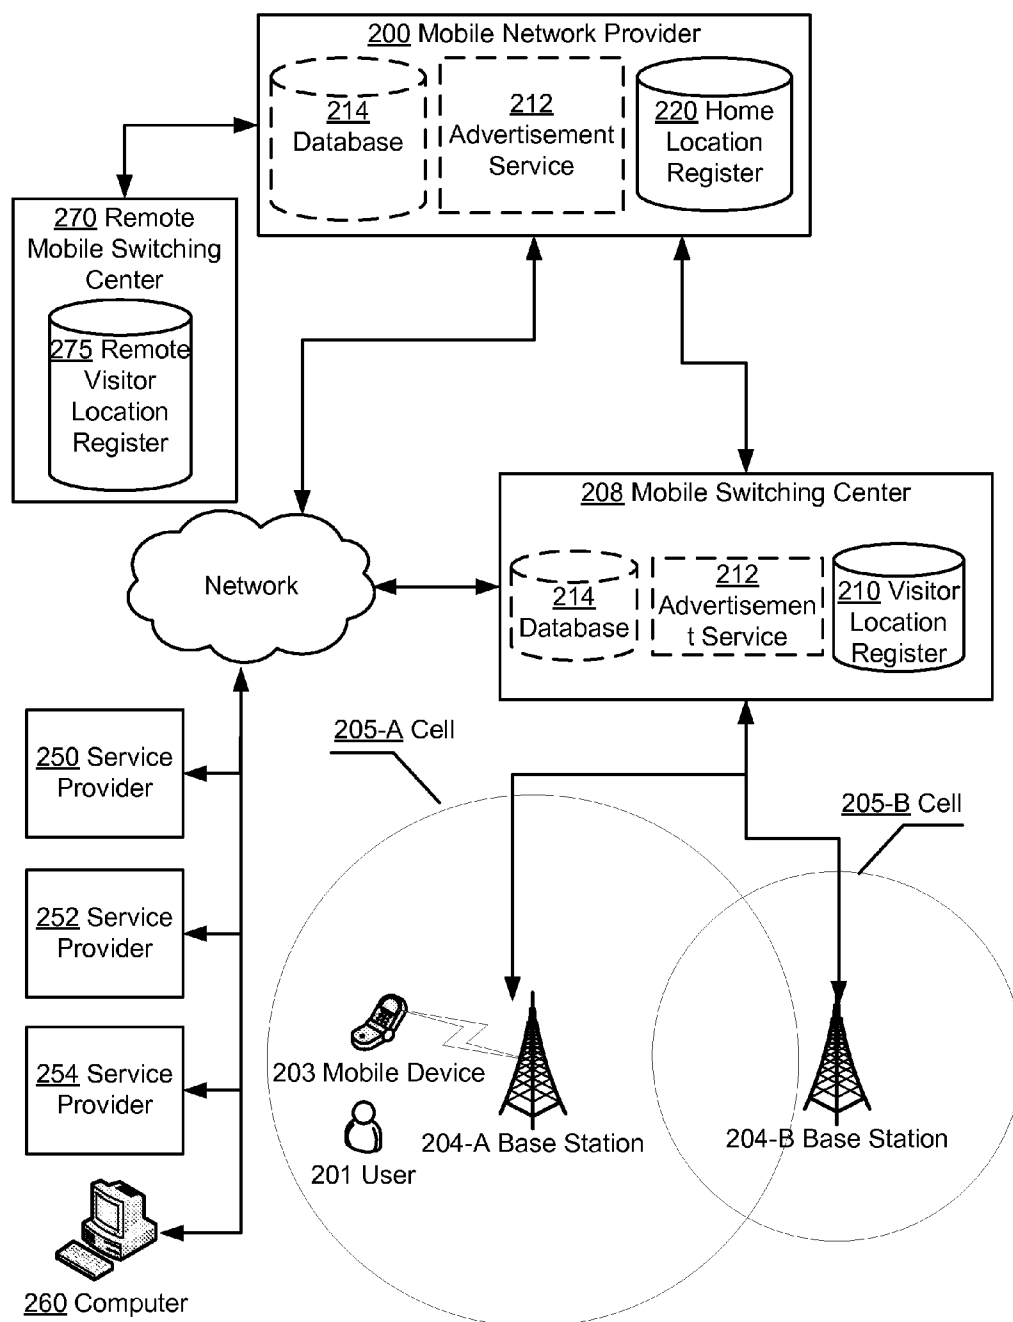 200 Mobile Network Provider
214
Database
212
Advertisement
Service
220 Home
Location
Register
270 Remote
Mobile Switching
Center
275 Remote
Visitor
Location
Register
208 Mobile Switching Center
214
Database
212
Advertisemen
t Service
210 Visitor
Location
Register
Network
205-A Cell
205-B Cell
250 Service
Provider
252 Service
Provider
254 Service
Provider
203 Mobile Device
201 User
204-A Base Station
204-B Base Station
260 Computer